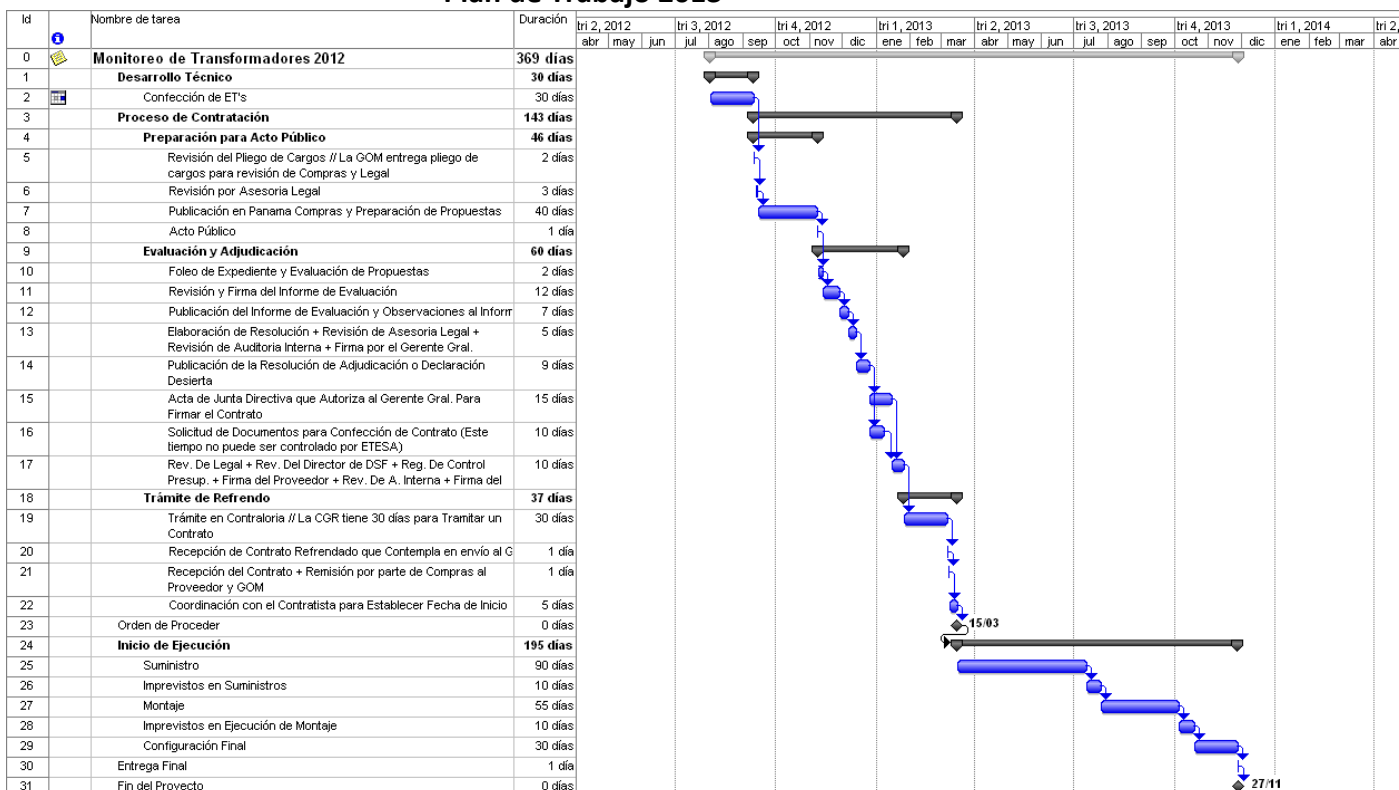 Plan de Trabajo 2013
Id Nombre de tarea Duración tri 2, 2012 tri 3, 2012 tri 4, 2012 tri 1, 2013 tri 2, 2013 tri 3, 2013 tri 4, 2013 tri 1, 2014 tri 2,
abr may jun jul ago sep oct nov dic ene feb mar abr may jun jul ago sep oct nov dic ene feb mar abr
0 Monitoreo de Transformadores 2012 369 días
1 Desarrollo Técnico 30 días
2 Confección de ET's 30 días
3 Proceso de Contratación 143 días
4 Preparación para Acto Público 46 días
5 Revisión del Pliego de Cargos // La GOM entrega pliego de 2 días
cargos para revisión de Compras y Legal
6 Revisión por Asesoria Legal 3 días
7 Publicación en Panama Compras y Preparación de Propuestas 40 días
8 Acto Público 1 día
9 Evaluación y Adjudicación 60 días
10 Foleo de Expediente y Evaluación de Propuestas 2 días
11 Revisión y Firma del Informe de Evaluación 12 días
12 Publicación del Informe de Evaluación y Observaciones al Inform 7 días
13 Elaboración de Resolución + Revisión de Asesoria Legal + 5 días
Revisión de Auditoria Interna + Firma por el Gerente Gral.
14 Publicación de la Resolución de Adjudicación o Declaración 9 días
Desierta
15 Acta de Junta Directiva que Autoriza al Gerente Gral. Para 15 días
Firmar el Contrato
16 Solicitud de Documentos para Confección de Contrato (Este 10 días
tiempo no puede ser controlado por ETESA)
17 Rev. De Legal + Rev. Del Director de DSF + Reg. De Control 10 días
Presup. + Firma del Proveedor + Rev. De A. Interna + Firma del
18 Trámite de Refrendo 37 días
19 Trámite en Contraloria // La CGR tiene 30 días para Tramitar un 30 días
Contrato
20 Recepción de Contrato Refrendado que Contempla en envío al G 1 día
21 Recepción del Contrato + Remisión por parte de Compras al 1 día
Proveedor y GOM
22 Coordinación con el Contratista para Establecer Fecha de Inicio 5 días
23 Orden de Proceder 0 días 15/03
24 Inicio de Ejecución 195 días
25 Suministro 90 días
26 Imprevistos en Suministros 10 días
27 Montaje 55 días
28 Imprevistos en Ejecución de Montaje 10 días
29 Configuración Final 30 días
30 Entrega Final 1 día
31 Fin del Proyecto 0 días 27/11